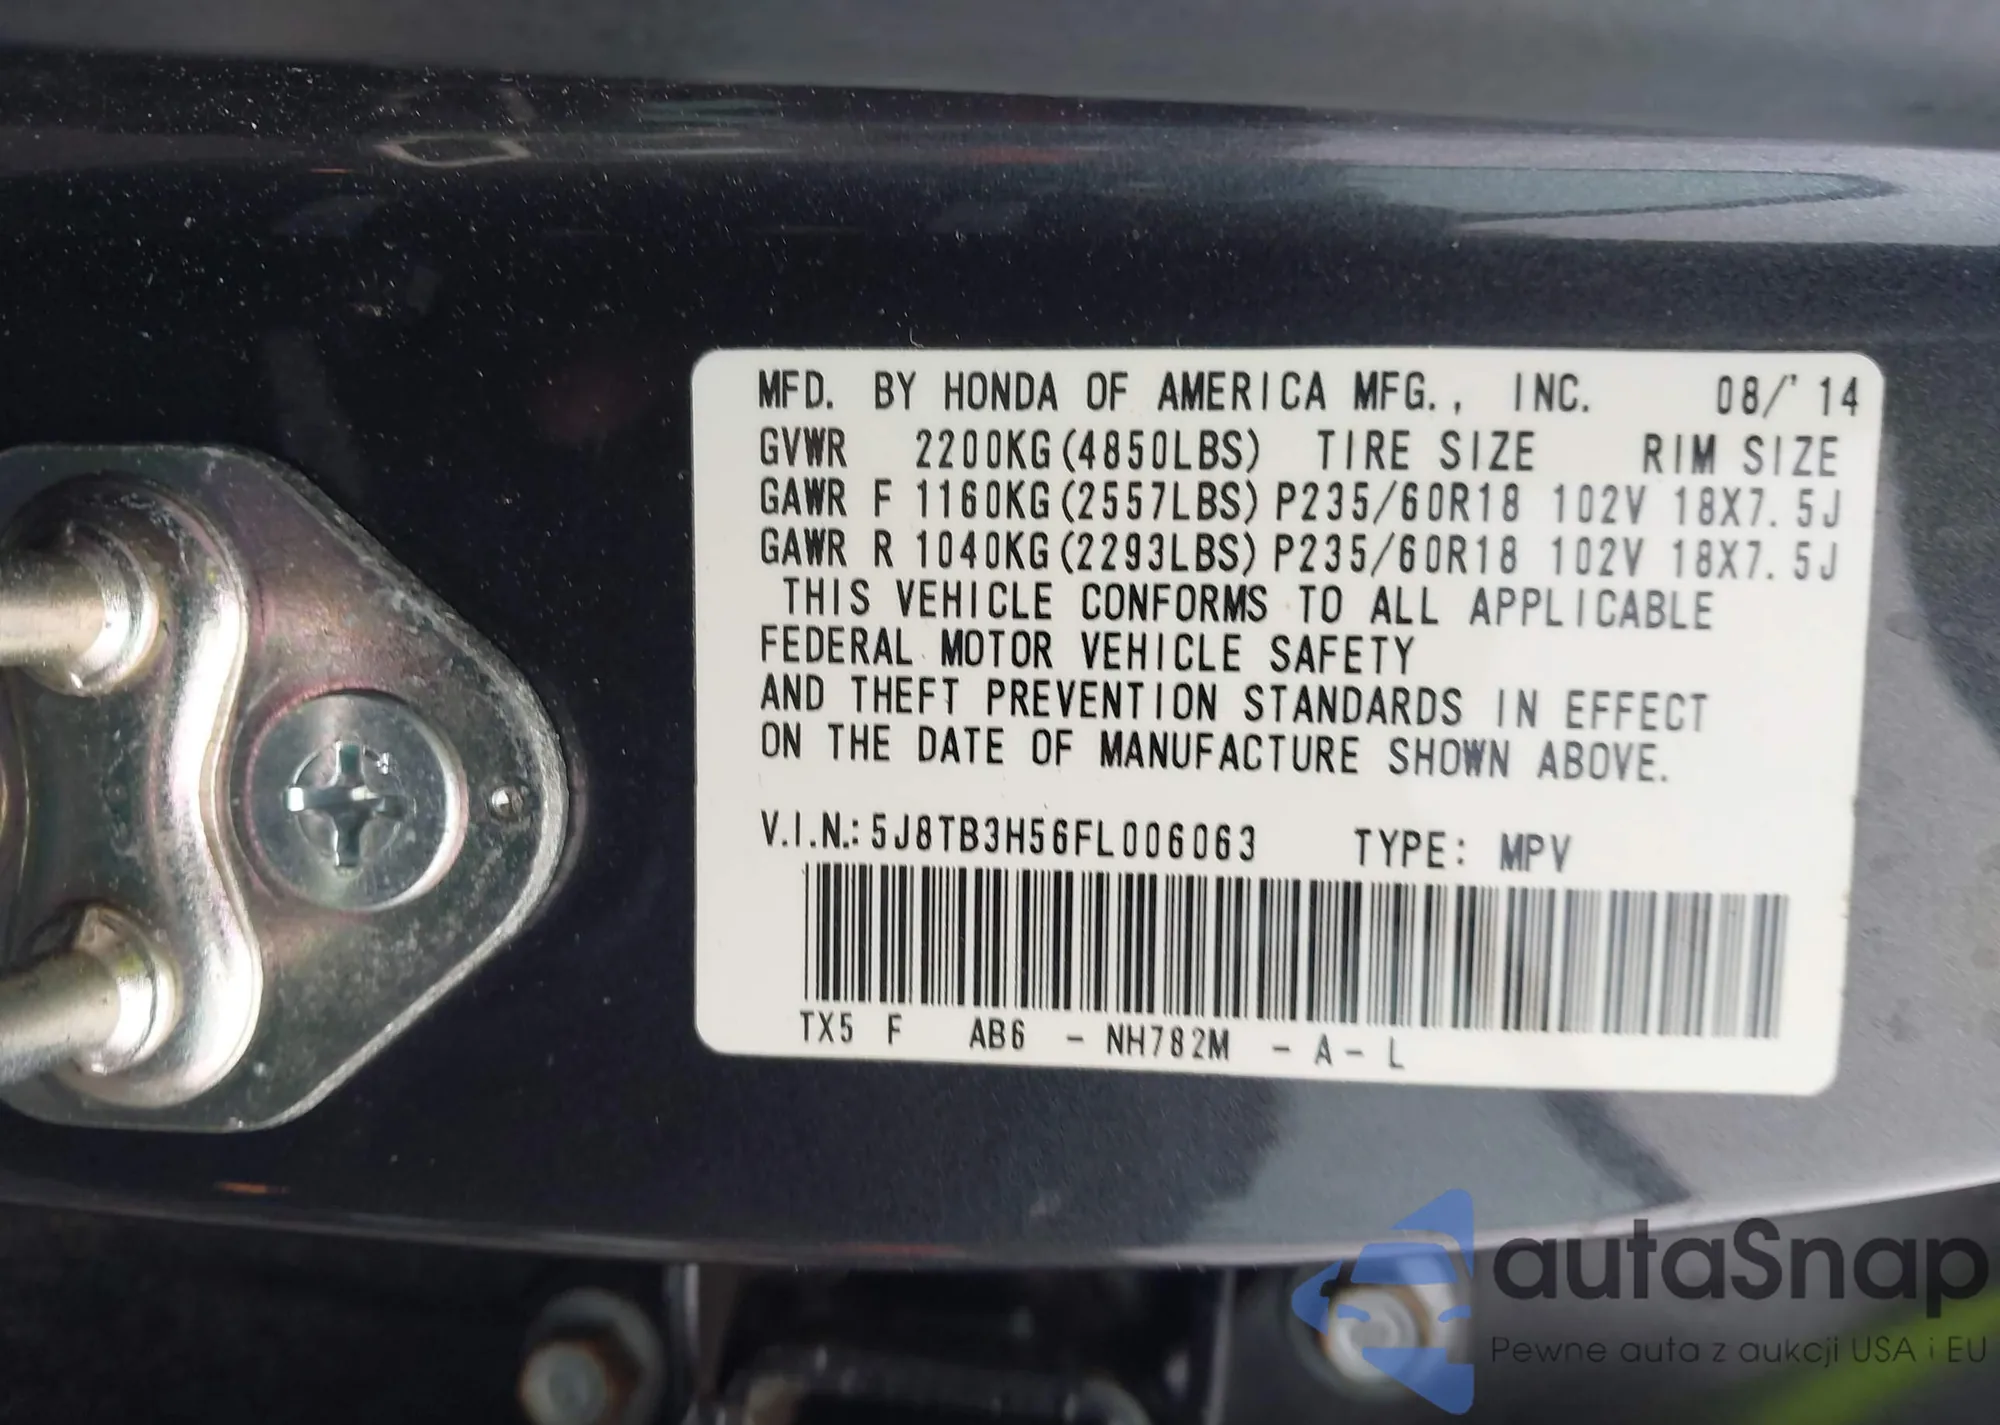 MFD. BY HONDA OF AMERICA MFG., INC. 08/'14
GVWR 2200KG(4850LBS) TIRE SIZE RIM SIZE
GAWR F 1160KG(2557LBS) P235/60R18 102V 18X7.5J
GAWR R 1040KG(2293LBS) P235/60R18 102V 18X7.5J
THIS VEHICLE CONFORMS TO ALL APPLICABLE
FEDERAL MOTOR VEHICLE SAFETY
AND THEFT PREVENTION STANDARDS IN EFFECT
ON THE DATE OF MANUFACTURE SHOWN ABOVE.
V.I.N.: 5J8TB3H56FL006063 TYPE: MPV
TX5 F AB6 - NH782M - A - L
autaSnap
Pewne auta z aukcji USA i EU